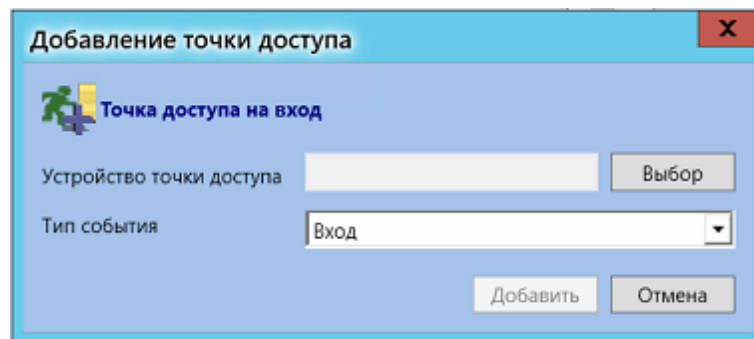 Добавление точки доступа
x
Точка доступа на вход
Устройство точки доступа
Выбор
Тип события
Вход
Добавить
Отмена